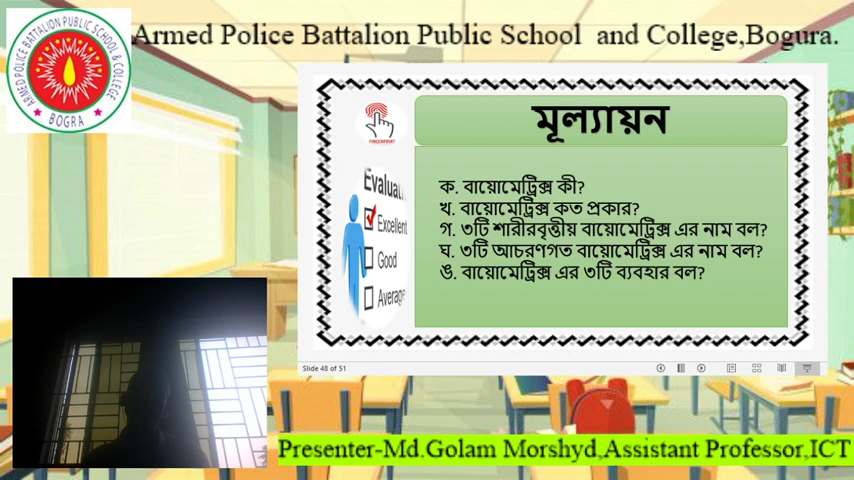 Armed Police Battalion Public School and College,Bogura.
ARMED POLICE BATTALION PUBLIC SCHOOL & COLLEGE
BOGRA
FINGERPRINT
মূল্যায়ন
Evaluat
Excellent
Good
Average
ক. বায়োমেট্রিক্স কী?
খ. বায়োমেট্রিক্স কত প্রকার?
গ. ৩টি শারীরবৃত্তীয় বায়োমেট্রিক্স এর নাম বল?
ঘ. ৩টি আচরণগত বায়োমেট্রিক্স এর নাম বল?
ঙ. বায়োমেট্রিক্স এর ৩টি ব্যবহার বল?
Slide 48 of 51
Presenter-Md.Golam Morshyd,Assistant Professor,ICT